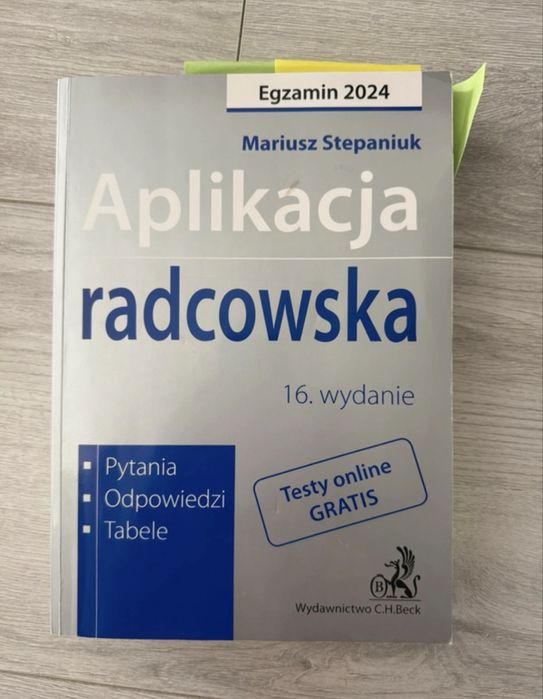 Egzamin 2024
Mariusz Stepaniuk
Aplikacja
radcowska
16. wydanie
Pytania
Odpowiedzi
Tabele
Testy online
GRATIS
B
Wydawnictwo C.H.Beck